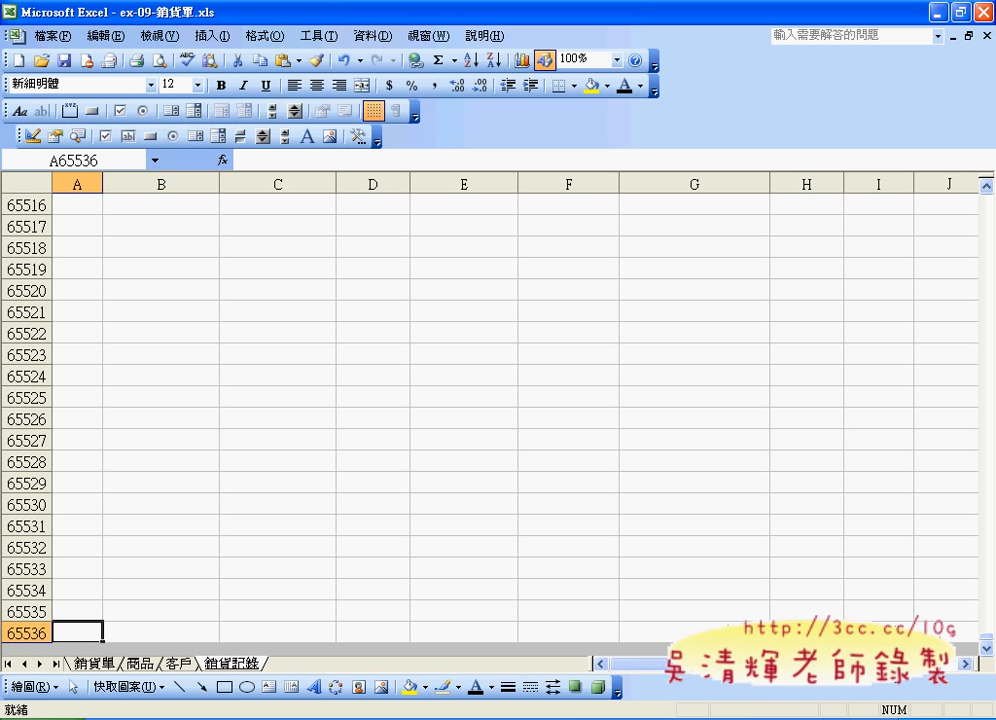 Microsoft Excel - ex-09-銷貨單.xls
檔案(F) 編輯(E) 檢視(V) 插入(I) 格式(O) 工具(T) 資料(D) 視窗(W) 說明(H) 輸入需要解答的問題
100%
新細明體 12 B I U $ % ,
Aa ab|
A
A65536 fx
A B C D E F G H I J
65516
65517
65518
65519
65520
65521
65522
65523
65524
65525
65526
65527
65528
65529
65530
65531
65532
65533
65534
65535
65536
http://3cc.cc/10g
吳清輝老師錄製
銷貨單 商品 客戶 銷貨記錄
繪圖(R) 快取圖案(U)
就緒 NUM